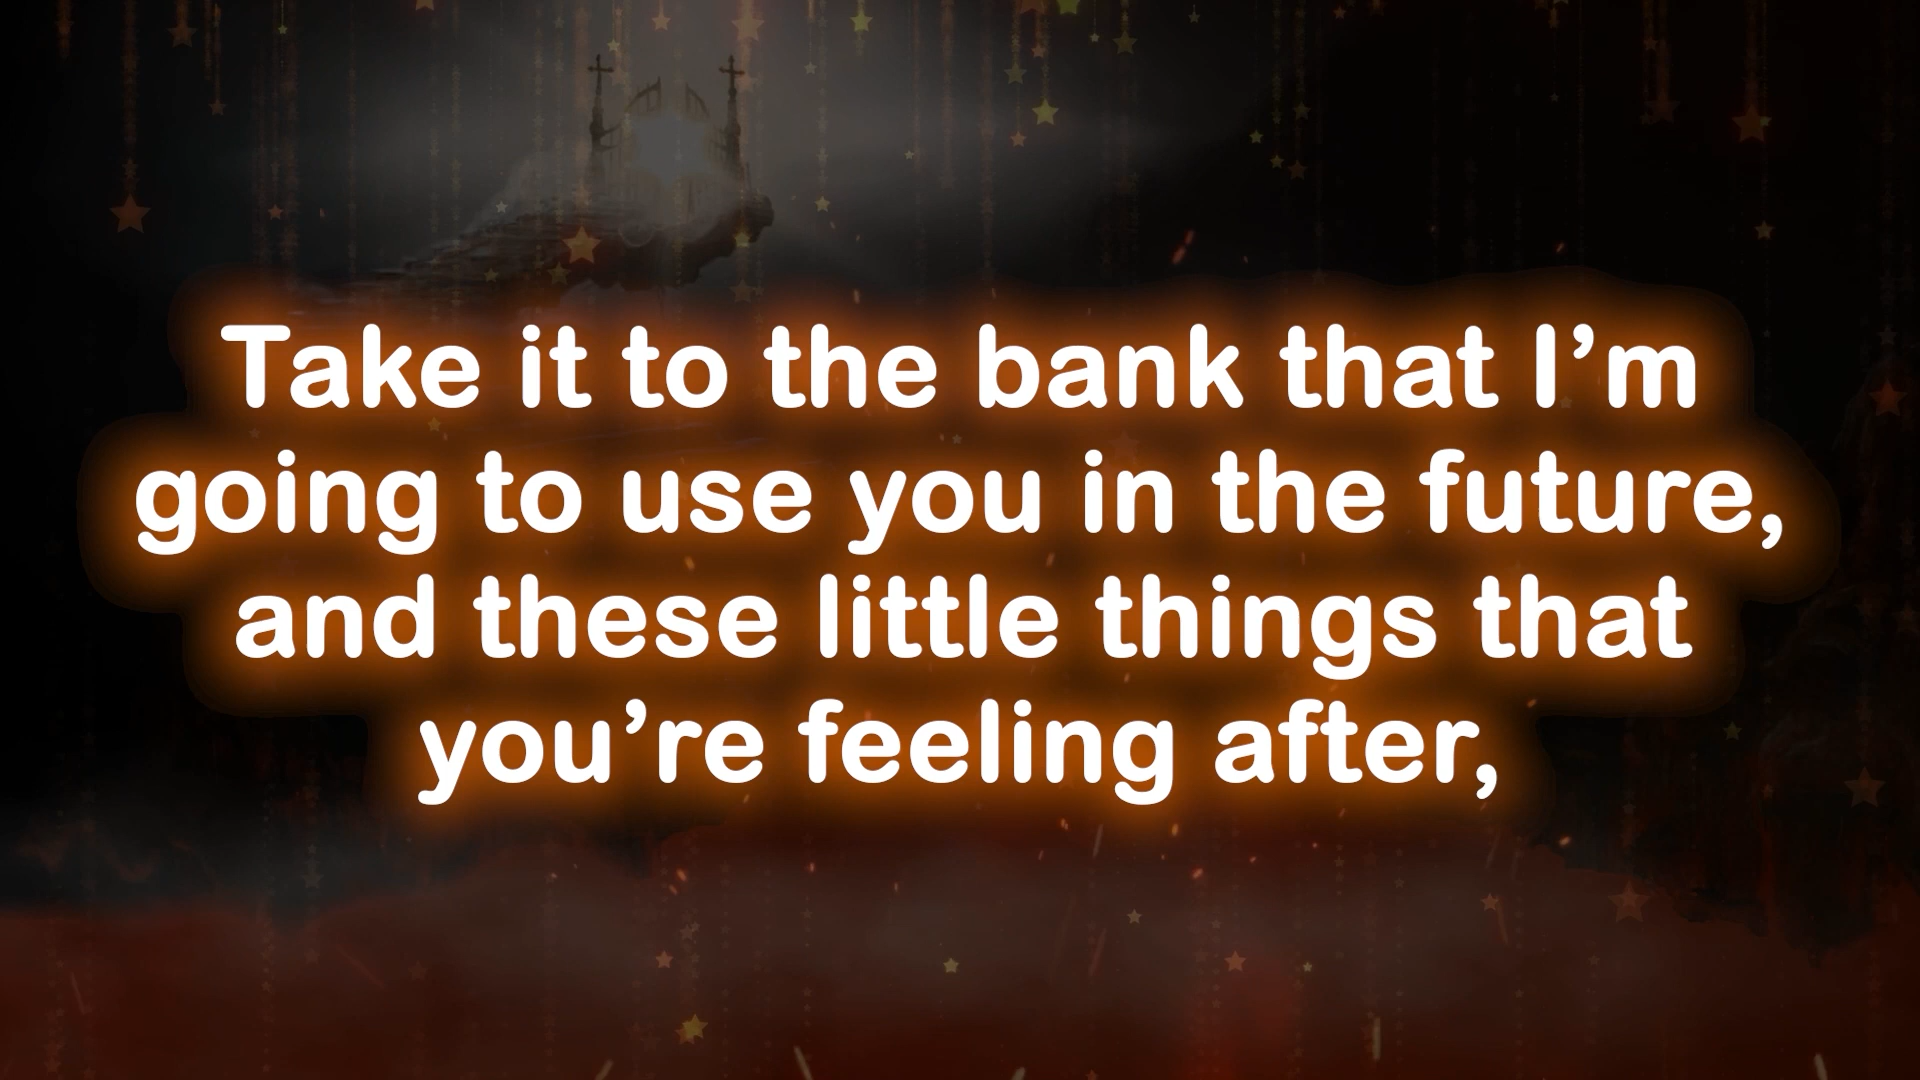 Take it to the bank that I’m
going to use you in the future,
and these little things that
you’re feeling after,